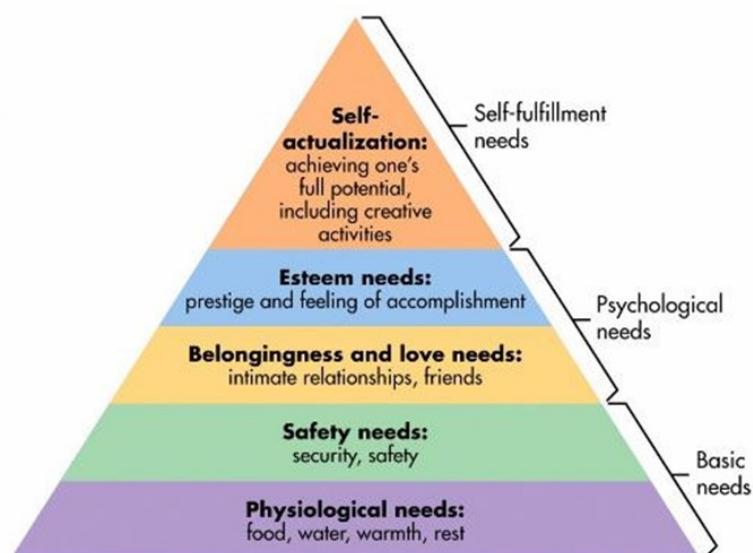 Self-
actualization:
achieving one's
full potential,
including creative
activities
Self-fulfillment
needs
Esteem needs:
prestige and feeling of accomplishment
Psychological
needs
Belongingness and love needs:
intimate relationships, friends
Safety needs:
security, safety
Basic
needs
Physiological needs:
food, water, warmth, rest